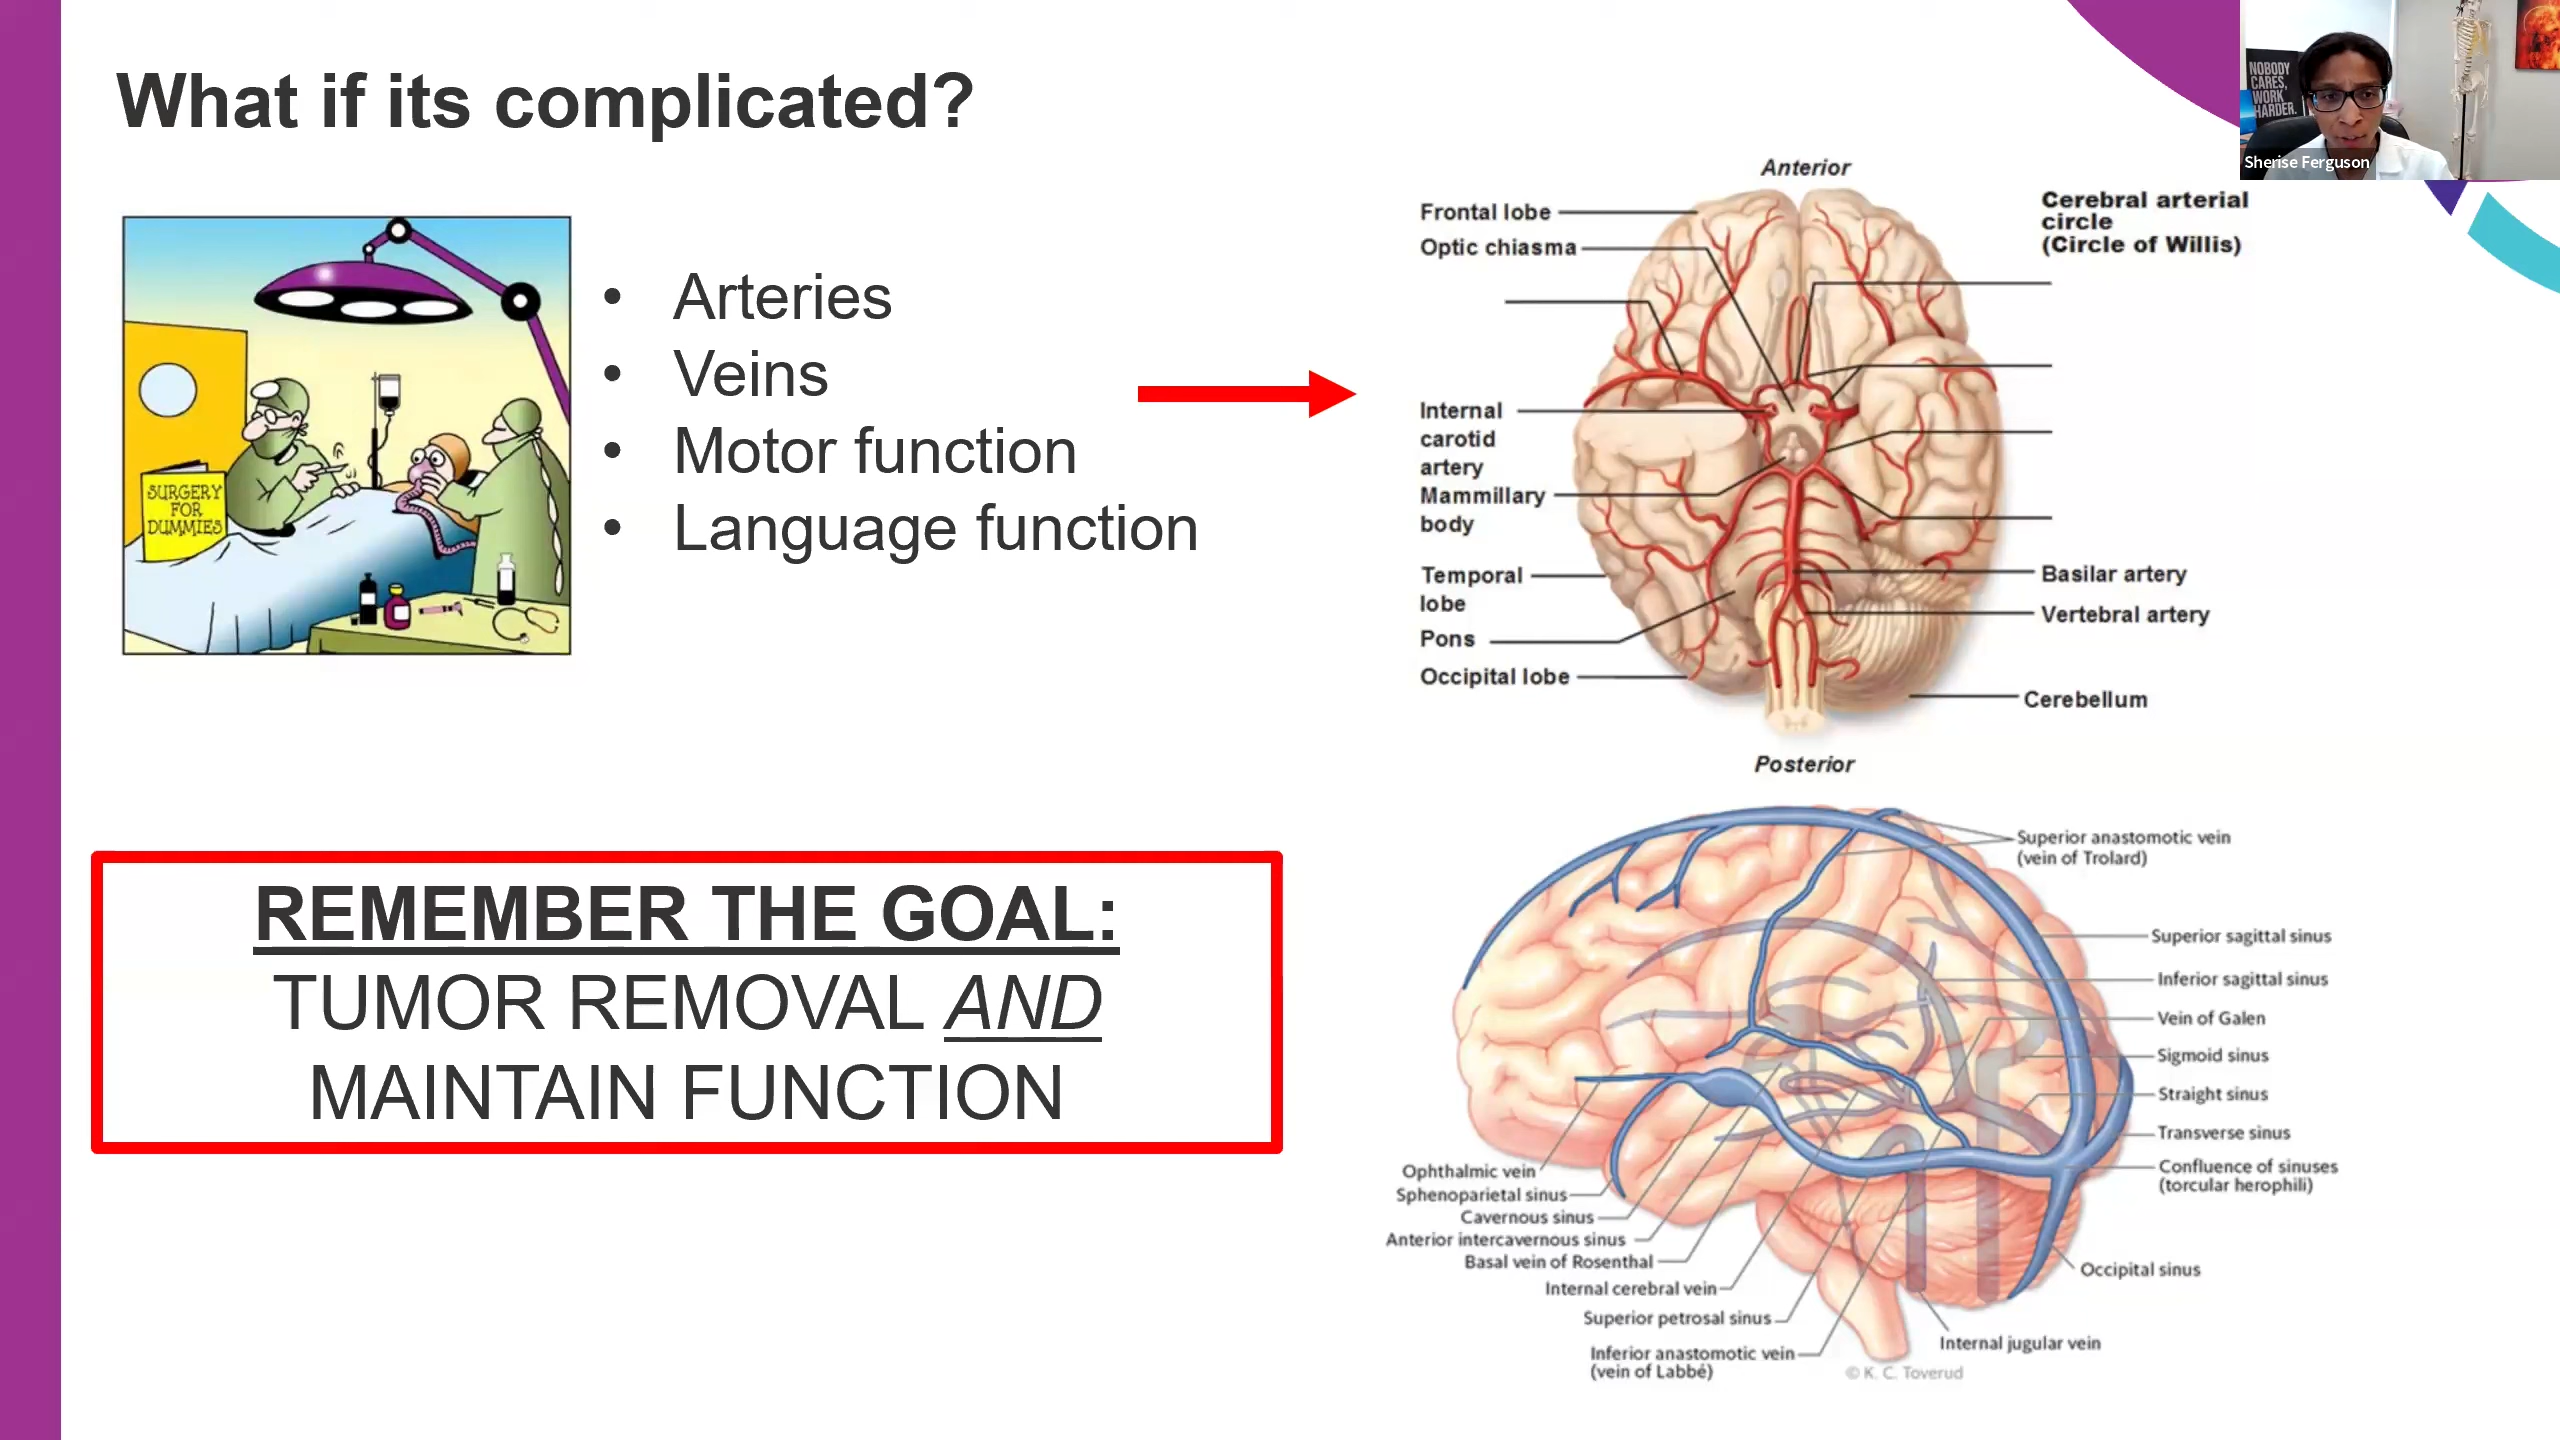 What if its complicated?
NOBODY
CARES,
WORK
HARDER.
Sherise Ferguson
SURGERY
FOR
DUMMIES
• Arteries
• Veins
• Motor function
• Language function
REMEMBER THE GOAL:
TUMOR REMOVAL AND
MAINTAIN FUNCTION
Anterior
Frontal lobe
Optic chiasma
Internal
carotid
artery
Mammillary
body
Temporal
lobe
Pons
Occipital lobe
Cerebral arterial
circle
(Circle of Willis)
Basilar artery
Vertebral artery
Cerebellum
Posterior
Superior anastomotic vein
(vein of Trolard)
Superior sagittal sinus
Inferior sagittal sinus
Vein of Galen
Sigmoid sinus
Straight sinus
Transverse sinus
Confluence of sinuses
(torcular herophili)
Occipital sinus
Internal jugular vein
Ophthalmic vein
Sphenoparietal sinus
Cavernous sinus
Anterior intercavernous sinus
Basal vein of Rosenthal
Internal cerebral vein
Superior petrosal sinus
Inferior anastomotic vein
(vein of Labbé)
© K. C. Toverud